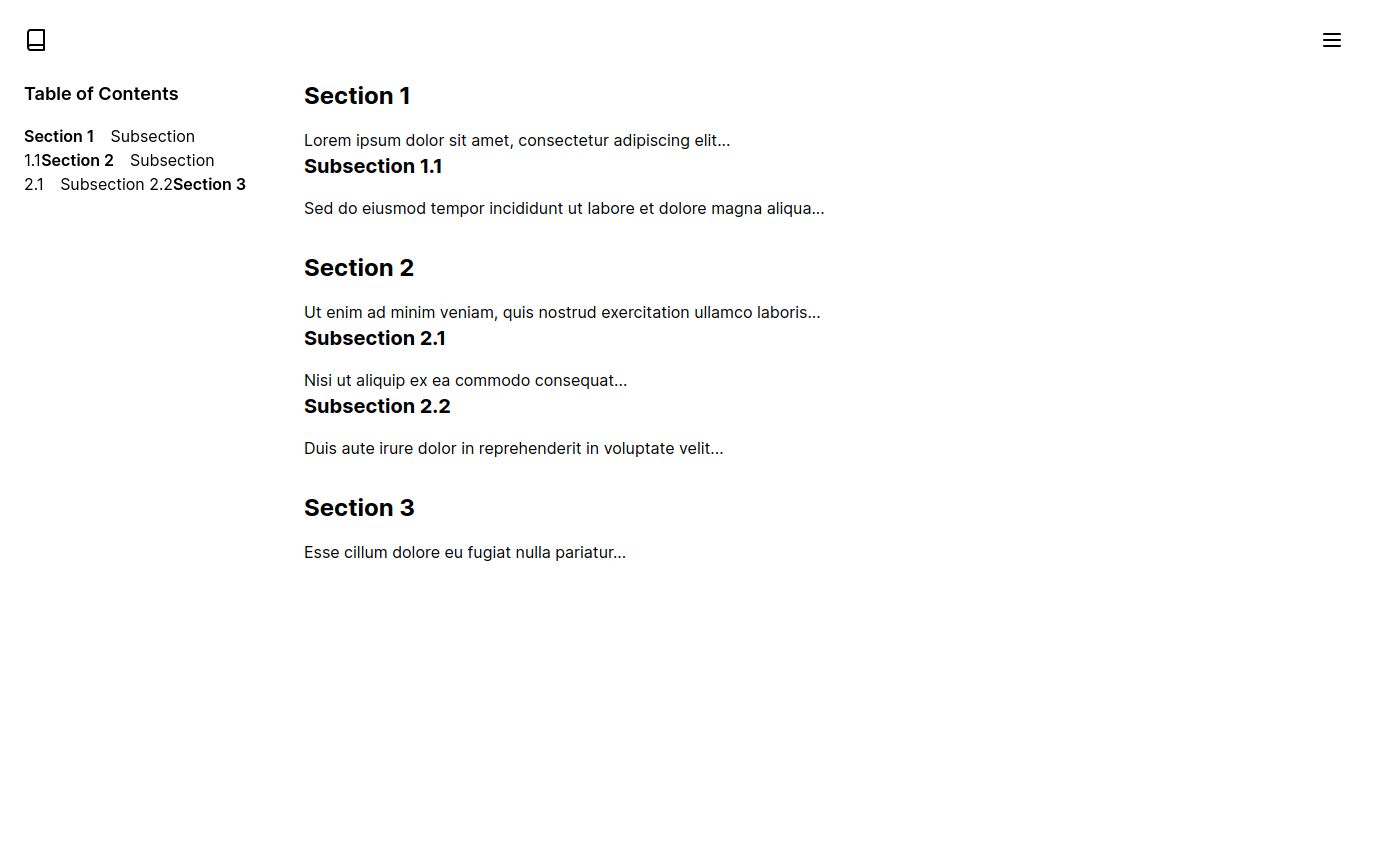 Table of Contents
Section 1 Subsection
1.1Section 2 Subsection
2.1 Subsection 2.2Section 3
Section 1
Lorem ipsum dolor sit amet, consectetur adipiscing elit...
Subsection 1.1
Sed do eiusmod tempor incididunt ut labore et dolore magna aliqua...
Section 2
Ut enim ad minim veniam, quis nostrud exercitation ullamco laboris...
Subsection 2.1
Nisi ut aliquip ex ea commodo consequat...
Subsection 2.2
Duis aute irure dolor in reprehenderit in voluptate velit...
Section 3
Esse cillum dolore eu fugiat nulla pariatur...